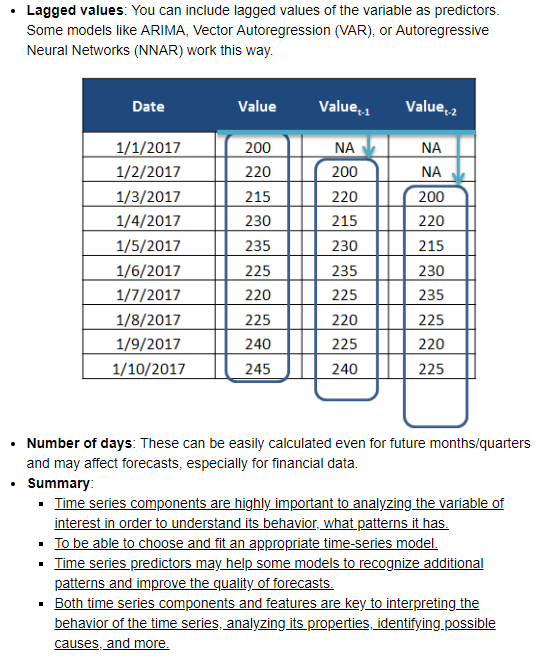 Lagged values: You can include lagged values of the variable as predictors.
Some models like ARIMA, Vector Autoregression (VAR), or Autoregressive
Neural Networks (NNAR) work this way.
Date Value Valuet-1 Valuet-2
1/1/2017 200 NA NA
1/2/2017 220 200 NA
1/3/2017 215 220 200
1/4/2017 230 215 220
1/5/2017 235 230 215
1/6/2017 225 235 230
1/7/2017 220 225 235
1/8/2017 225 220 225
1/9/2017 240 225 220
1/10/2017 245 240 225
Number of days: These can be easily calculated even for future months/quarters
and may affect forecasts, especially for financial data.
Summary:
Time series components are highly important to analyzing the variable of
interest in order to understand its behavior, what patterns it has.
To be able to choose and fit an appropriate time-series model.
Time series predictors may help some models to recognize additional
patterns and improve the quality of forecasts.
Both time series components and features are key to interpreting the
behavior of the time series, analyzing its properties, identifying possible
causes, and more.